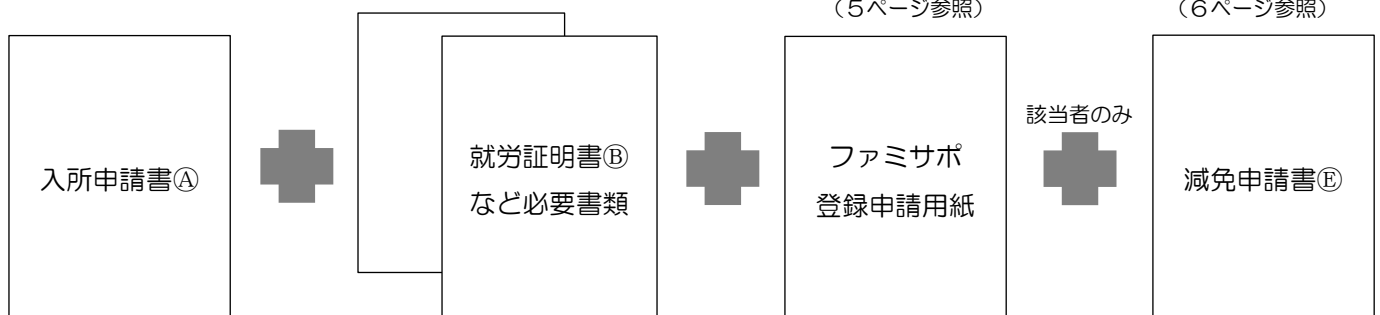 （５ページ参照）
（６ページ参照）
入所申請書Ⓐ
就労証明書Ⓑ
など必要書類
ファミサポ
登録申請用紙
該当者のみ
減免申請書Ⓔ